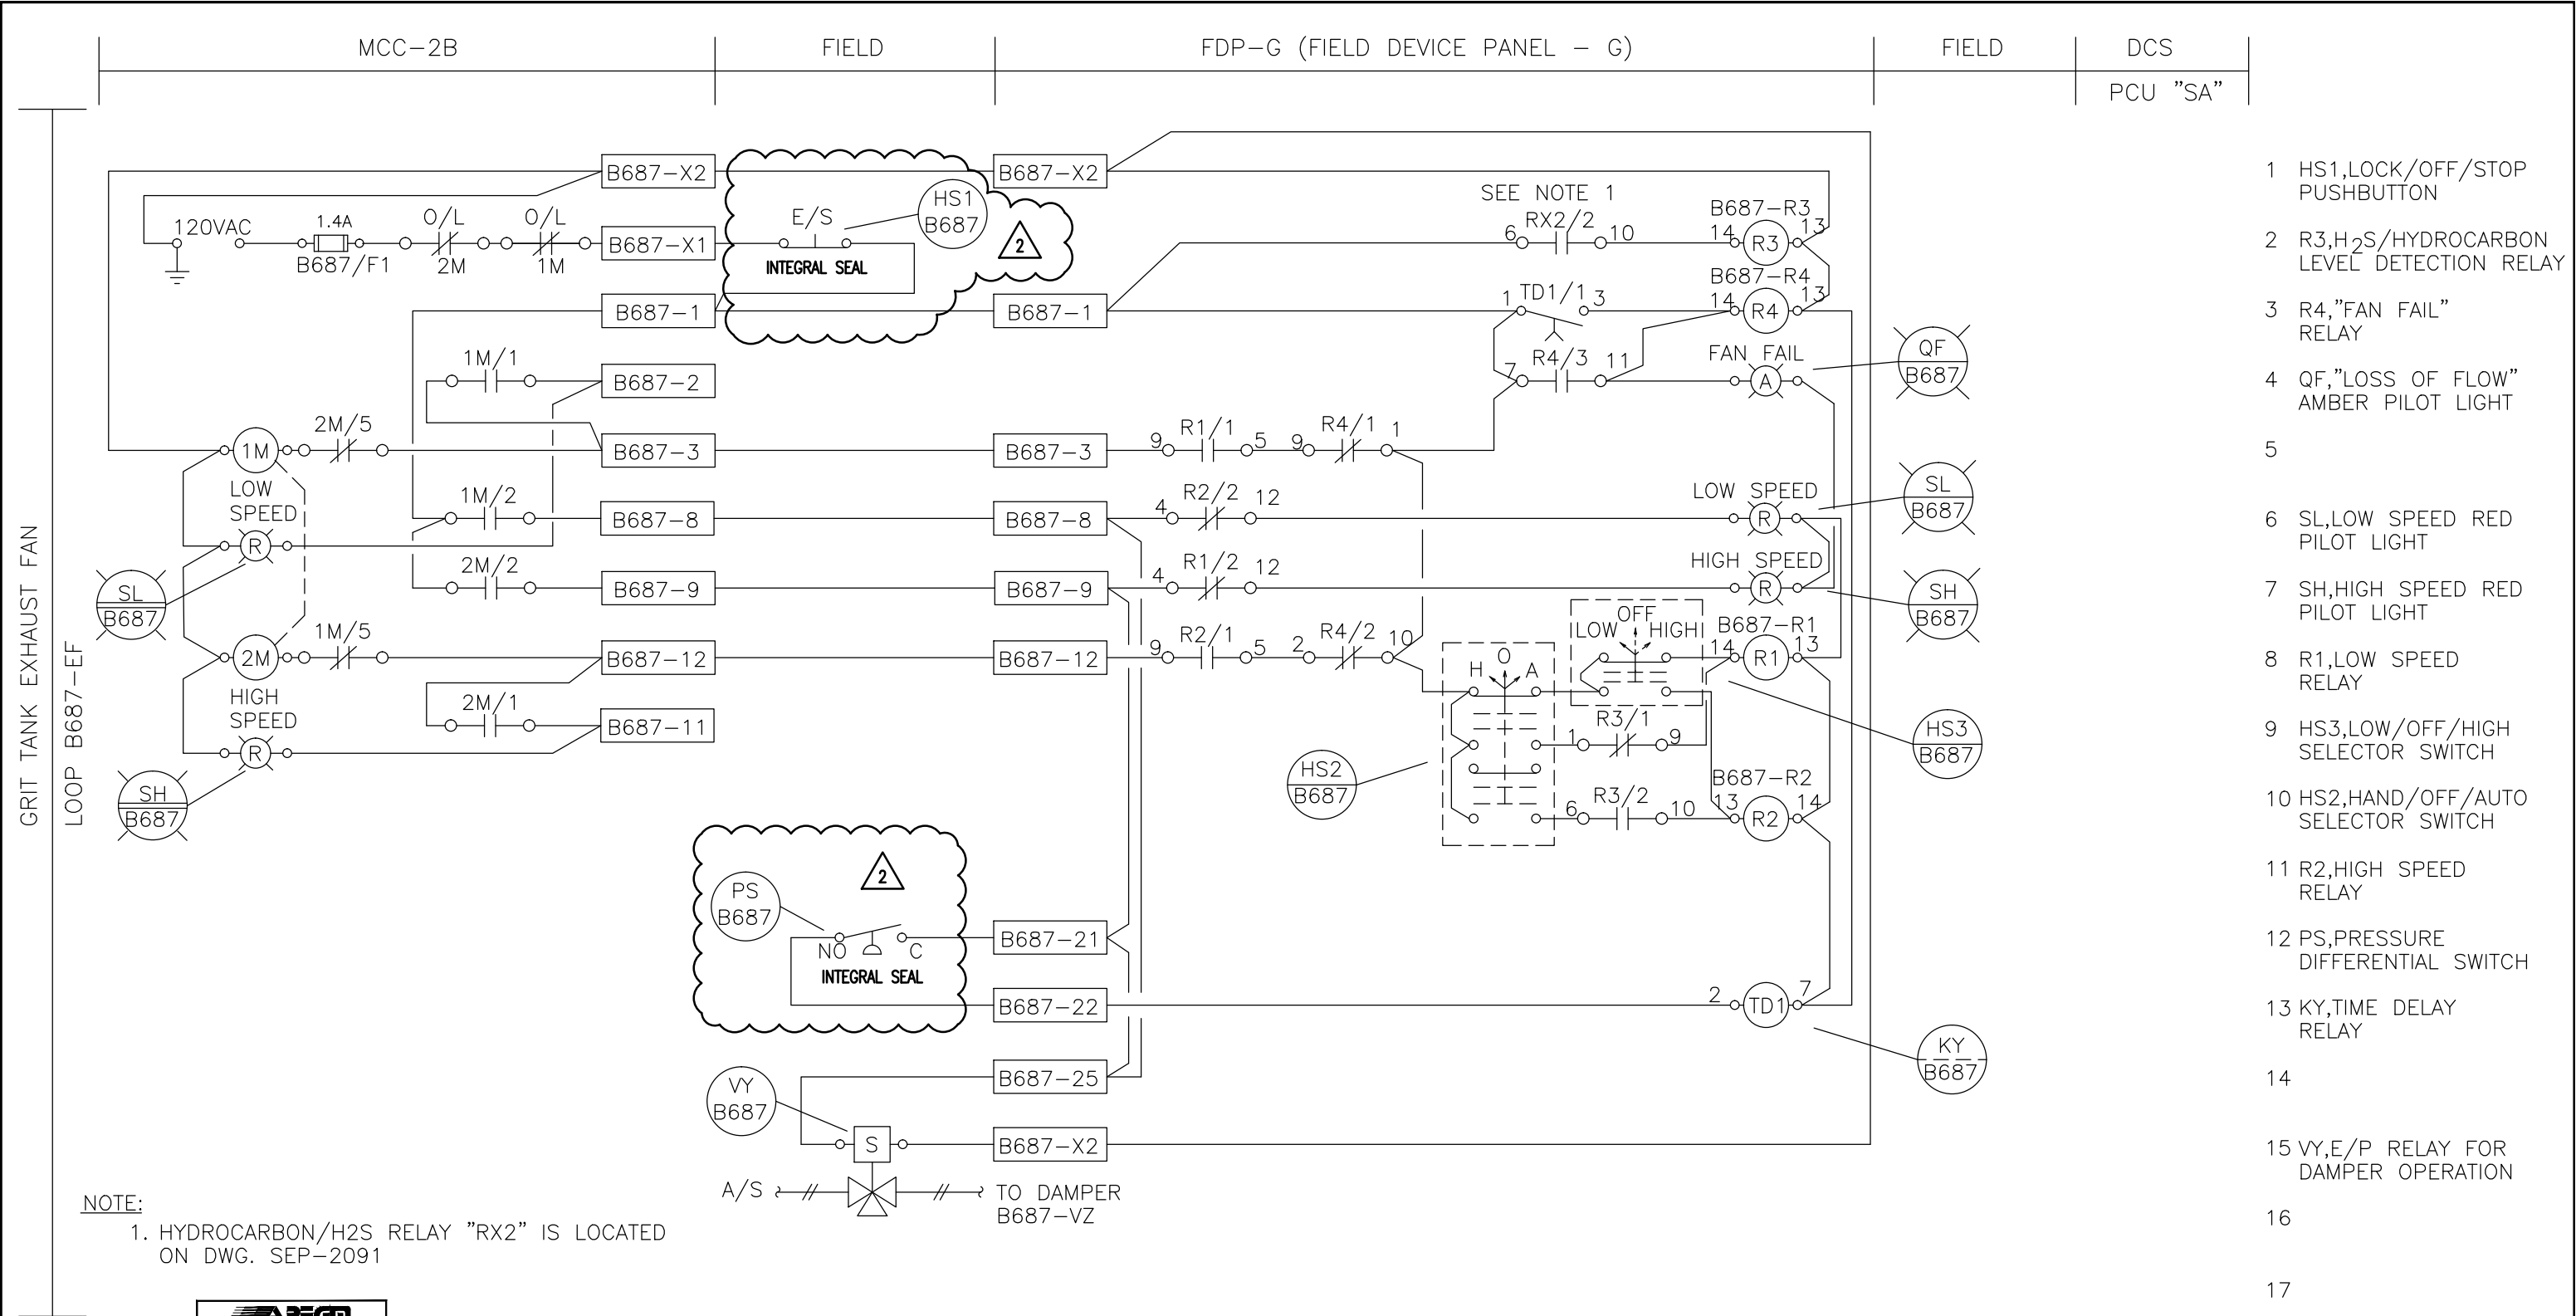 MCC-2B
FIELD
FDP-G (FIELD DEVICE PANEL - G)
FIELD
DCS
PCU "SA"
GRIT TANK EXHAUST FAN
LOOP B687-EF
B687-X2
B687-X2
120VAC
1.4A
B687/F1
O/L
2M
O/L
1M
B687-X1
E/S
INTEGRAL SEAL
HS1
B687
2
SEE NOTE 1
6
RX2/2
10
B687-R3
14
R3
13
B687-1
B687-1
1
TD1/1
3
B687-R4
14
R4
13
1M/1
B687-2
7
R4/3
11
FAN FAIL
A
QF
B687
1M
2M/5
B687-3
B687-3
9
R1/1
5
9
R4/1
1
LOW
SPEED
R
SL
B687
1M/2
B687-8
B687-8
4
R2/2
12
LOW SPEED
R
SL
B687
2M/2
B687-9
B687-9
4
R1/2
12
HIGH SPEED
R
SH
B687
2M
1M/5
B687-12
B687-12
9
R2/1
5
2
R4/2
10
H
O
A
OFF
LOW
HIGH
B687-R1
14
R1
13
HIGH
SPEED
R
SH
B687
2M/1
B687-11
1
R3/1
9
HS3
B687
HS2
B687
6
R3/2
10
B687-R2
13
R2
14
2
PS
B687
NO
C
INTEGRAL SEAL
B687-21
B687-22
2
TD1
7
KY
B687
VY
B687
B687-25
S
B687-X2
A/S
TO DAMPER
B687-VZ
NOTE:
1. HYDROCARBON/H2S RELAY "RX2" IS LOCATED
ON DWG. SEP-2091
1 HS1,LOCK/OFF/STOP
PUSHBUTTON
2 R3,H2S/HYDROCARBON
LEVEL DETECTION RELAY
3 R4,"FAN FAIL"
RELAY
4 QF,"LOSS OF FLOW"
AMBER PILOT LIGHT
5
6 SL,LOW SPEED RED
PILOT LIGHT
7 SH,HIGH SPEED RED
PILOT LIGHT
8 R1,LOW SPEED
RELAY
9 HS3,LOW/OFF/HIGH
SELECTOR SWITCH
10 HS2,HAND/OFF/AUTO
SELECTOR SWITCH
11 R2,HIGH SPEED
RELAY
12 PS,PRESSURE
DIFFERENTIAL SWITCH
13 KY,TIME DELAY
RELAY
14
15 VY,E/P RELAY FOR
DAMPER OPERATION
16
17